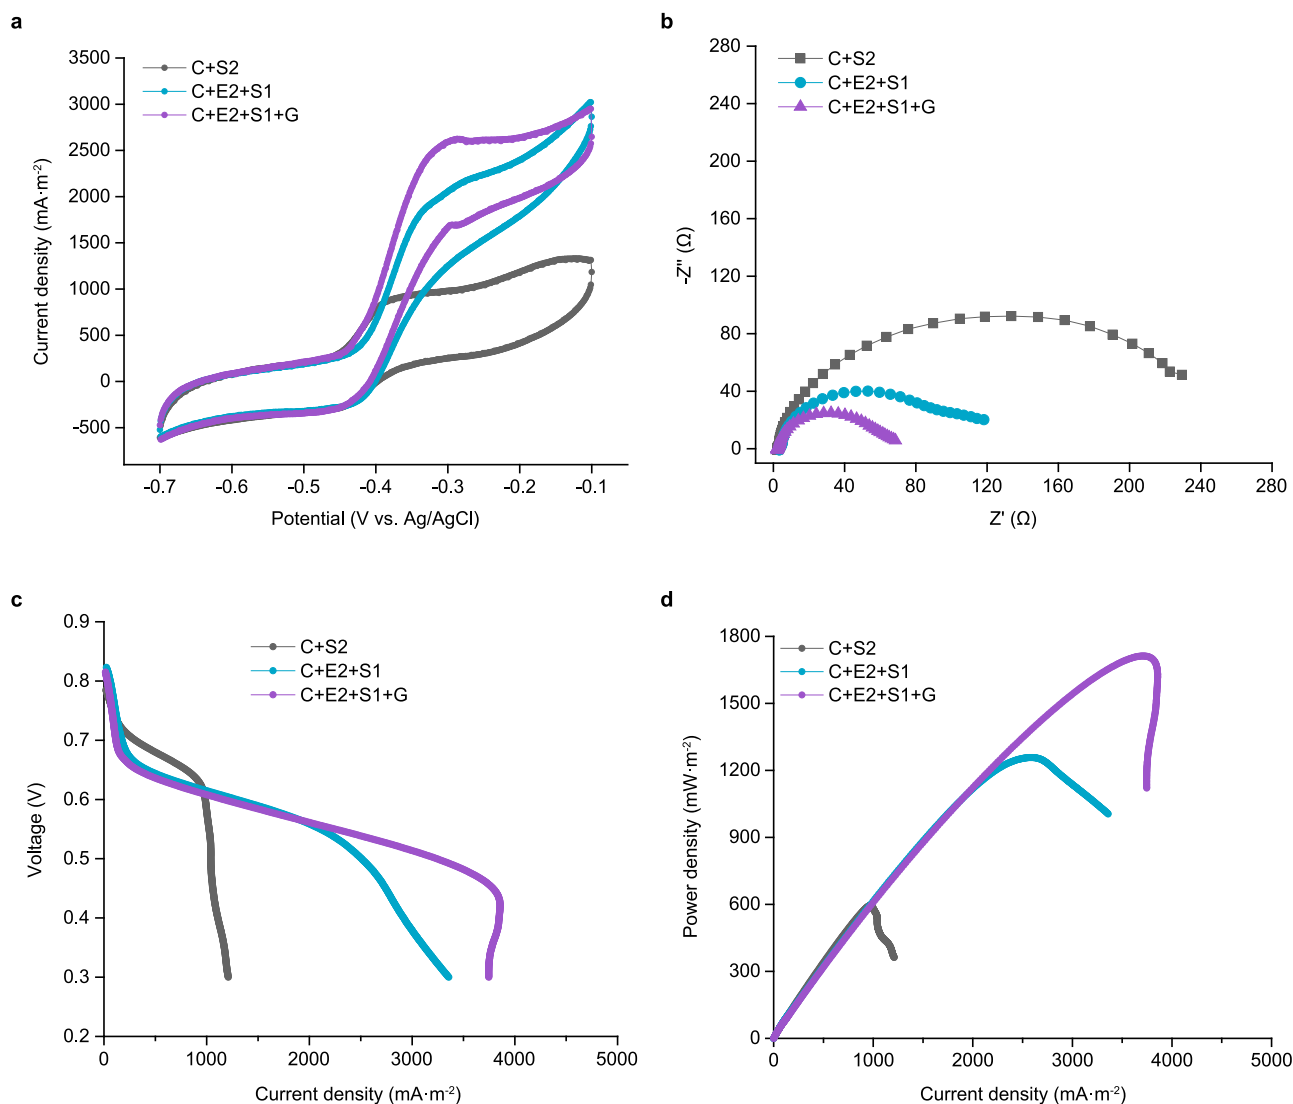 a
3500
3000
2500
2000
1500
1000
500
0
-500
Current density (mA·m⁻²)
C+S2
C+E2+S1
C+E2+S1+G
-0.7 -0.6 -0.5 -0.4 -0.3 -0.2 -0.1
Potential (V vs. Ag/AgCl)
b
280
240
200
160
120
80
40
0
-Z" (Ω)
C+S2
C+E2+S1
C+E2+S1+G
0 40 80 120 160 200 240 280
Z' (Ω)
c
0.9
0.8
0.7
0.6
0.5
0.4
0.3
0.2
Voltage (V)
C+S2
C+E2+S1
C+E2+S1+G
0 1000 2000 3000 4000 5000
Current density (mA·m⁻²)
d
1800
1500
1200
900
600
300
0
Power density (mW·m⁻²)
C+S2
C+E2+S1
C+E2+S1+G
0 1000 2000 3000 4000 5000
Current density (mA·m⁻²)